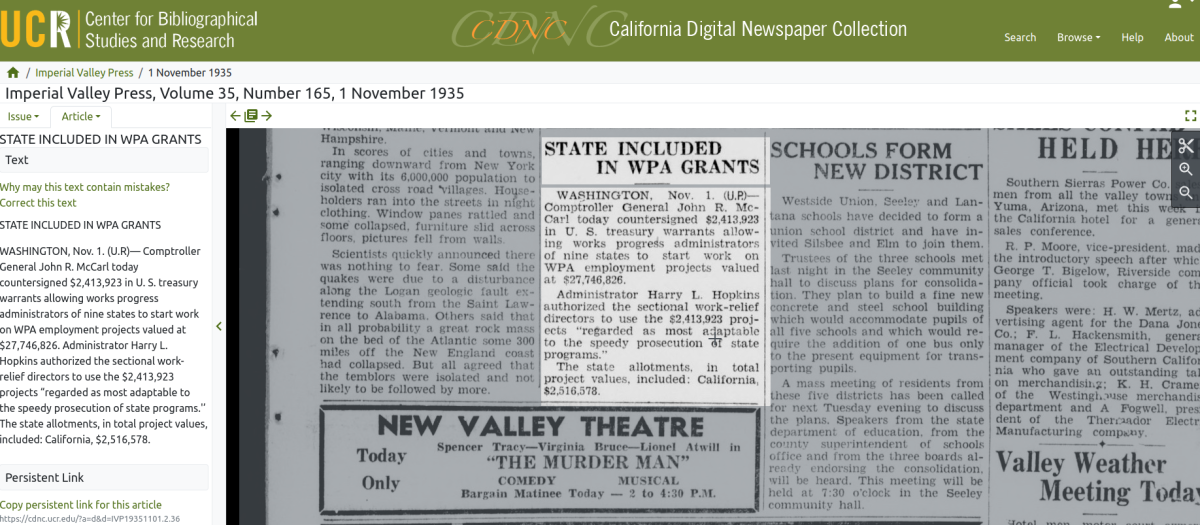 UCR
Center for Bibliographical
Studies and Research
CDNC
California Digital Newspaper Collection
Search
Browse
Help
About
/ Imperial Valley Press / 1 November 1935
Imperial Valley Press, Volume 35, Number 165, 1 November 1935
Issue
Article
STATE INCLUDED IN WPA GRANTS
Text
Why may this text contain mistakes?
Correct this text
STATE INCLUDED IN WPA GRANTS
WASHINGTON, Nov. 1. (U.R)— Comptroller
General John R. McCarl today
countersigned $2,413,923 in U. S. treasury
warrants allowing works progress
administrators of nine states to start work
on WPA employment projects valued at
$27,746,826. Administrator Harry L.
Hopkins authorized the sectional work-
relief directors to use the $2,413,923
projects “regarded as most adaptable to
the speedy prosecution of state programs.’’
The state allotments, in total project values,
included: California, $2,516,578.
Persistent Link
Copy persistent link for this article
https://cdnc.ucr.edu/?a=d&d=IVP19351101.2.36
Wisconsin, Maine, Vermont and New
Hampshire.
In scores of cities and towns,
ranging downward from New York
city with its 6,000,000 population to
isolated cross road villages. House-
holders ran into the streets in night
clothing. Window panes rattled and
some collapsed, furniture slid across
floors, pictures fell from walls.
Scientists quickly announced there
was nothing to fear. Some said the
quakes were due to a disturbance
along the Logan geologic fault ex-
tending south from the Saint Law-
rence to Alabama. Others said that
in all probability a great rock mass
on the bed of the Atlantic some 300
miles off the New England coast
had collapsed. But all agreed that
the temblors were isolated and not
likely to be followed by more.
STATE INCLUDED
IN WPA GRANTS
WASHINGTON, Nov. 1. (U.P.)—
Comptroller General John R. Mc-
Carl today countersigned $2,413,923
in U. S. treasury warrants allow-
ing works progress administrators
of nine states to start work on
WPA employment projects valued
at $27,746,826.
Administrator Harry L. Hopkins
authorized the sectional work-relief
directors to use the $2,413,923 proj-
ects "regarded as most adaptable
to the speedy prosecution of state
programs."
The state allotments, in total
project values, included: California,
$2,516,578.
NEW VALLEY THEATRE
Today
Only
Spencer Tracy—Virginia Bruce—Lionel Atwill in
"THE MURDER MAN"
COMEDY MUSICAL
Bargain Matinee Today — 2 to 4:30 P.M.
SCHOOLS FORM
NEW DISTRICT
Westside Union, Seeley and Lan-
tana schools have decided to form a
union school district and have in-
vited Silsbee and Elm to join them.
Trustees of the three schools met
last night in the Seeley community
hall to discuss plans for consolida-
tion. They plan to build a fine new
concrete and steel school building
which would accommodate pupils of
all five schools and which would re-
quire the addition of one bus only
to the present equipment for trans-
porting pupils.
A mass meeting of residents from
these five districts has been called
for next Tuesday evening to discuss
the plans. Speakers from the state
department of education, from the
county superintendent of schools
office and from the three boards al-
ready endorsing the consolidation,
will be heard. This meeting will be
held at 7:30 o'clock in the Seeley
community hall.
HELD HE
Southern Sierras Power Co.
men from all the valley town
Yuma, Arizona, met this week
the California hotel for a gener
sales conference.
R. P. Moore, vice-president, mad
the introductory speech after whic
George T. Bigelow, Riverside com
pany official took charge of th
meeting.
Speakers were: H. W. Mertz, ad
vertising agent for the Dana Jon
Co.; F. L. Hackensmith, gener
manager of the Electrical Develop
ment company of Southern Califor
nia who gave an outstanding tal
on merchandising; K. H. Crame
of the Westinghouse merchandis
department and A Fogwell, pres
dent of the Thermador Electr
Manufacturing company.
Valley Weather
Meeting Today